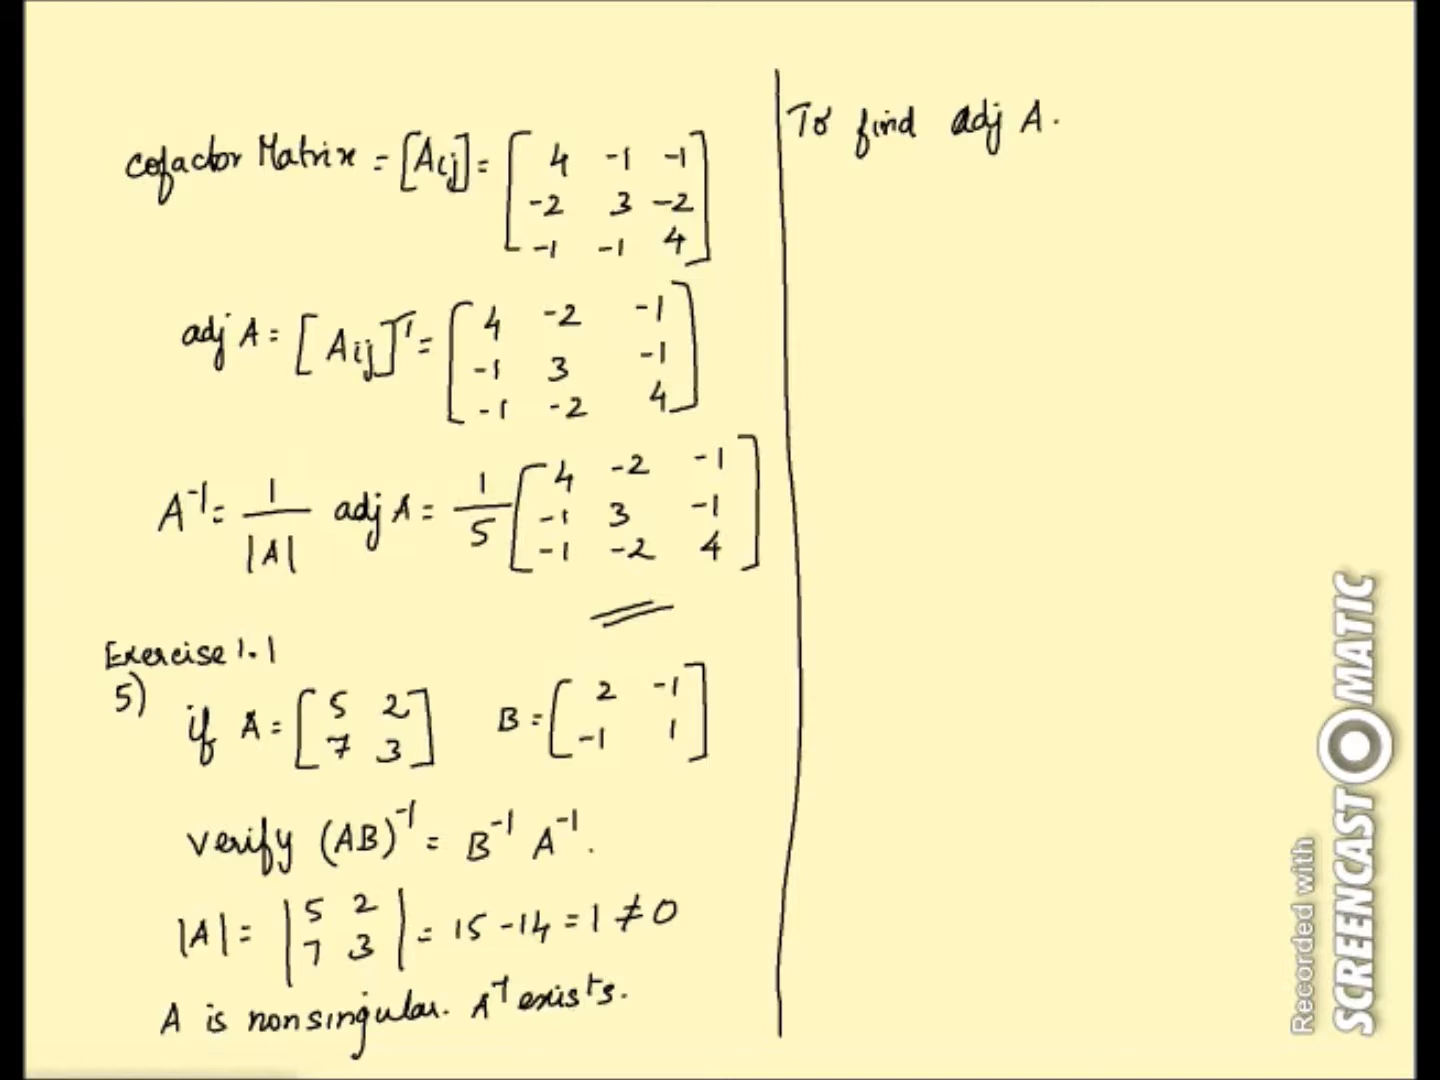 cofactor Matrix = [Aij] = [4 -1 -1
-2 3 -2
-1 -1 4]
adj A = [Aij]^T = [4 -2 -1
-1 3 -1
-1 -2 4]
A^-1 = 1/|A| adj A = 1/5 [4 -2 -1
-1 3 -1
-1 -2 4]
Exercise 1.1
5) if A = [5 2
7 3] B = [2 -1
-1 1]
verify (AB)^-1 = B^-1 A^-1.
|A| = |5 2
7 3| = 15 - 14 = 1 ≠ 0
A is nonsingular. A^-1 exists.
To find adj A.
Recorded with
SCREENCAST MATIC